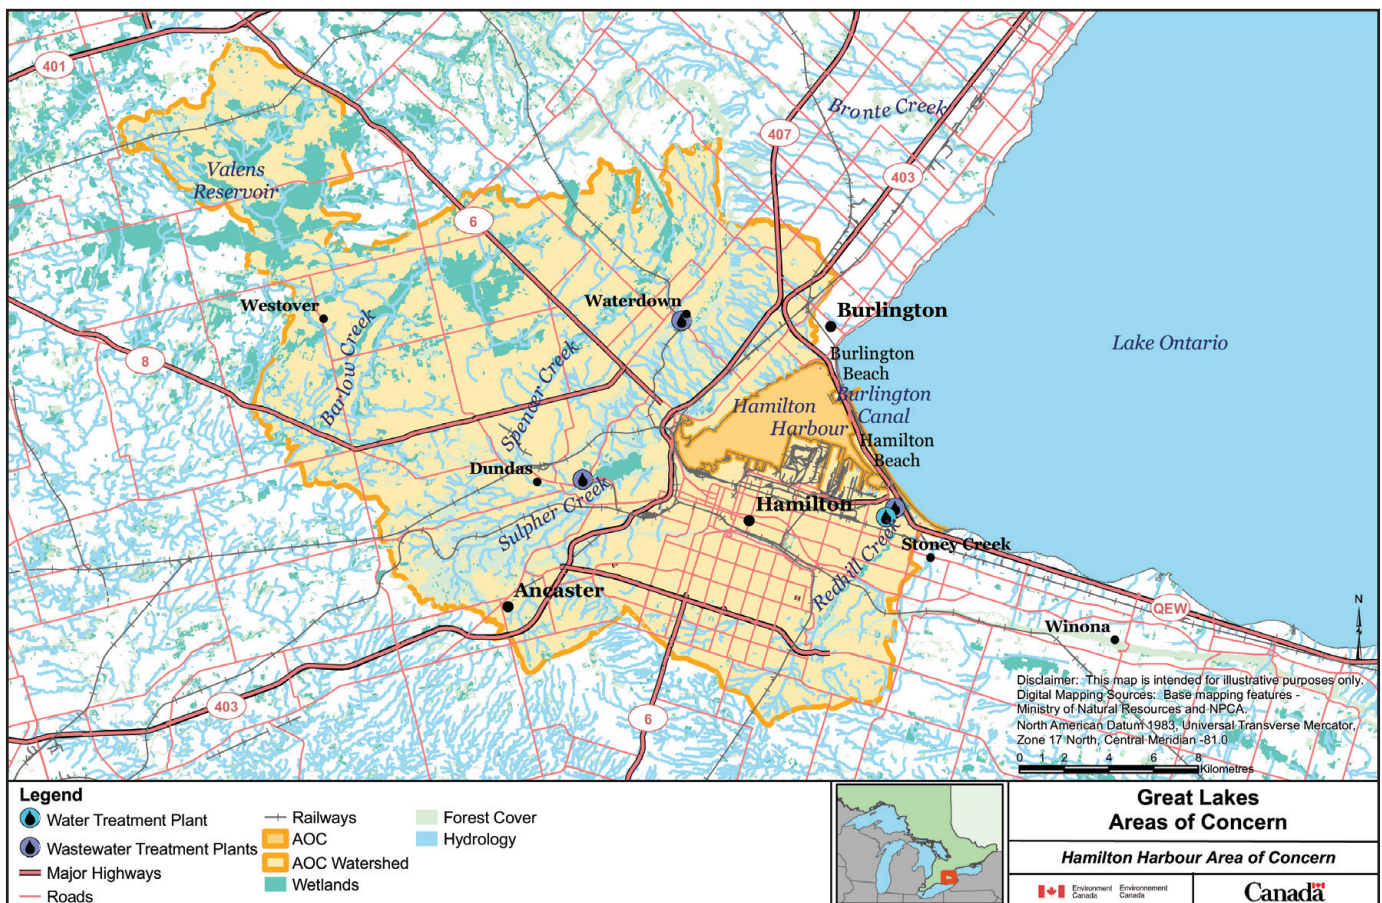 401
Bronte Creek
407
403
Valens
Reservoir
6
Westover
Waterdown
Burlington
Lake Ontario
8
Barlow Creek
Spencer Creek
Burlington
Beach
Burlington
Canal
Hamilton
Harbour
Hamilton
Beach
Dundas
Sulpher Creek
Hamilton
Redhill Creek
Stoney Creek
Ancaster
QEW
Winona
N
403
6
Disclaimer: This map is intended for illustrative purposes only.
Digital Mapping Sources: Base mapping features -
Ministry of Natural Resources and NPCA.
North American Datum 1983, Universal Transverse Mercator,
Zone 17 North, Central Meridian -81.0
0 1 2 4 6 8
Kilometres
Legend
Water Treatment Plant
Wastewater Treatment Plants
Major Highways
Roads
Railways
AOC
AOC Watershed
Wetlands
Forest Cover
Hydrology
Great Lakes
Areas of Concern
Hamilton Harbour Area of Concern
Environment Environnement
Canada Canada
Canada